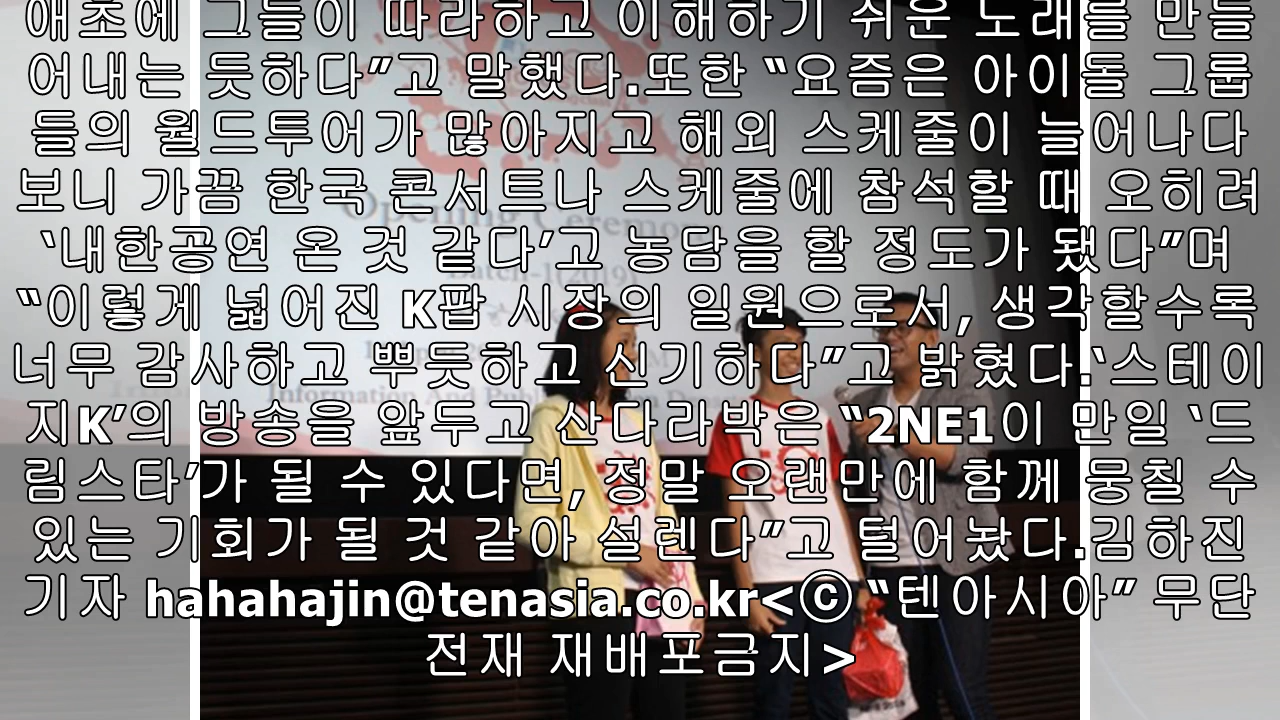 애초에 그들이 따라하고 이해하기 쉬운 노래를 만들
어내는 듯하다”고 말했다.또한 “요즘은 아이돌 그룹
들의 월드투어가 많아지고 해외 스케줄이 늘어나다
보니 가끔 한국 콘서트나 스케줄에 참석할 때 오히려
‘내한공연 온 것 같다’고 농담을 할 정도가 됐다”며
“이렇게 넓어진 K팝 시장의 일원으로서, 생각할수록
너무 감사하고 뿌듯하고 신기하다”고 밝혔다.‘스테이
지K’의 방송을 앞두고 산다라박은 “2NE1이 만일 ‘드
림스타’가 될 수 있다면, 정말 오랜만에 함께 뭉칠 수
있는 기회가 될 것 같아 설렌다”고 털어놨다.김하진
기자 hahahajin@tenasia.co.kr<ⓒ “텐아시아” 무단
전재 재배포금지>
Opening Ceremony
Batch-1(2019)
Information And Public